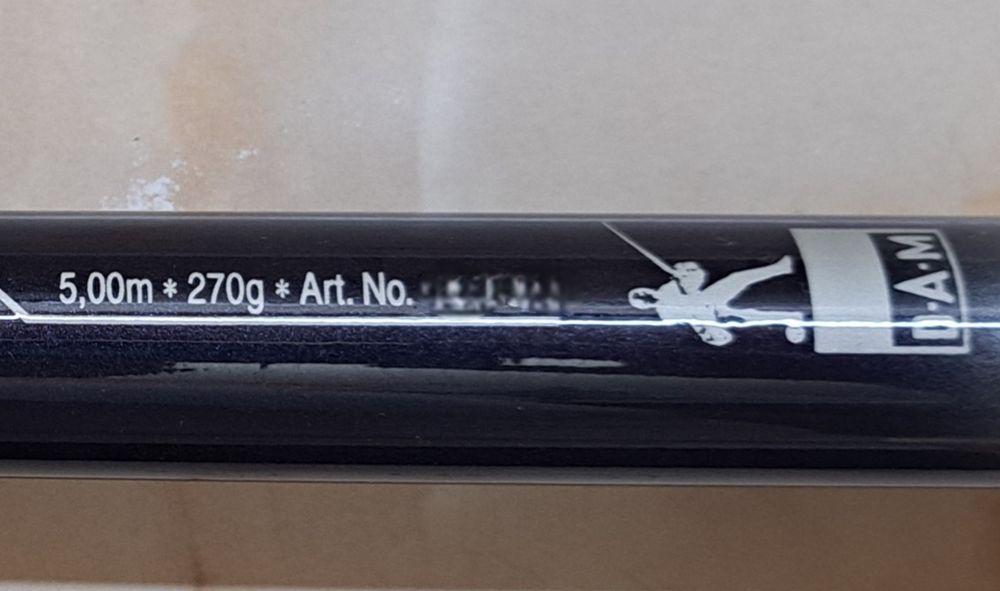 5,00m * 270g * Art. No.
D·A·M